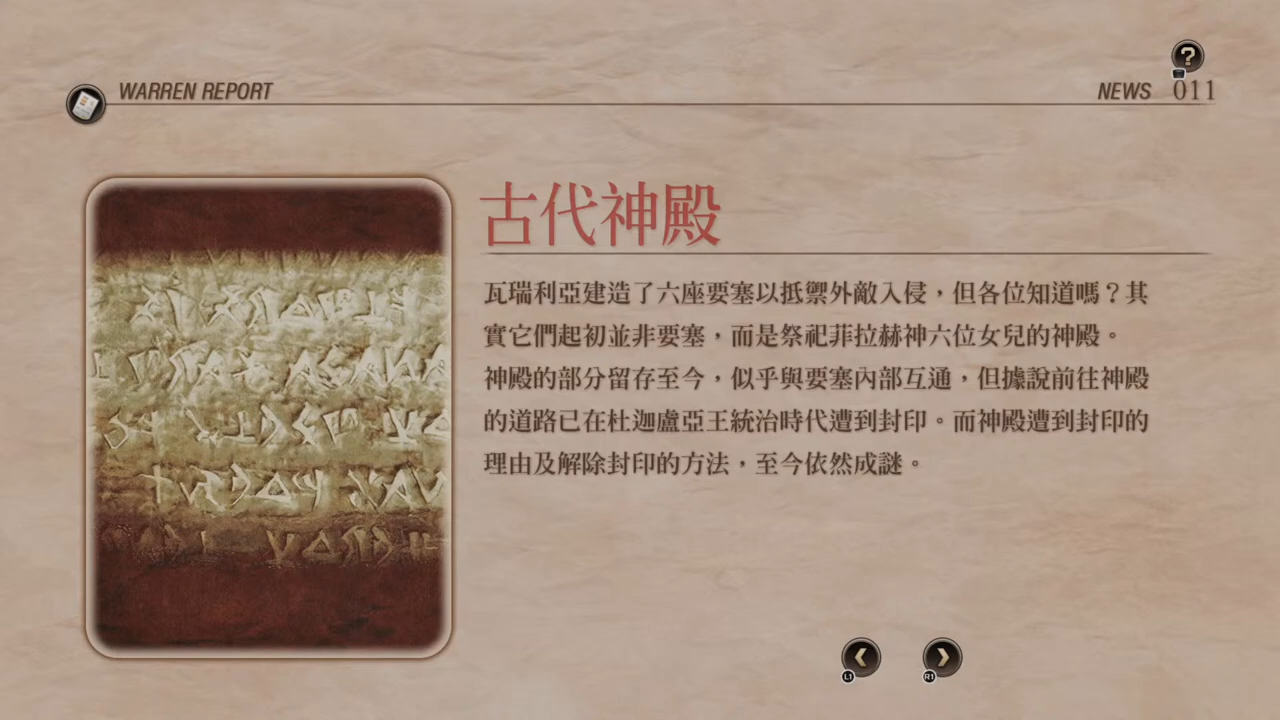 WARREN REPORT
NEWS 011
古代神殿
瓦瑞利亞建造了六座要塞以抵禦外敵入侵，但各位知道嗎？其
實它們起初並非要塞，而是祭祀菲拉赫神六位女兒的神殿。
神殿的部分留存至今，似乎與要塞內部互通，但據說前往神殿
的道路已在杜迦盧亞王統治時代遭到封印。而神殿遭到封印的
理由及解除封印的方法，至今依然成謎。
L1
R1